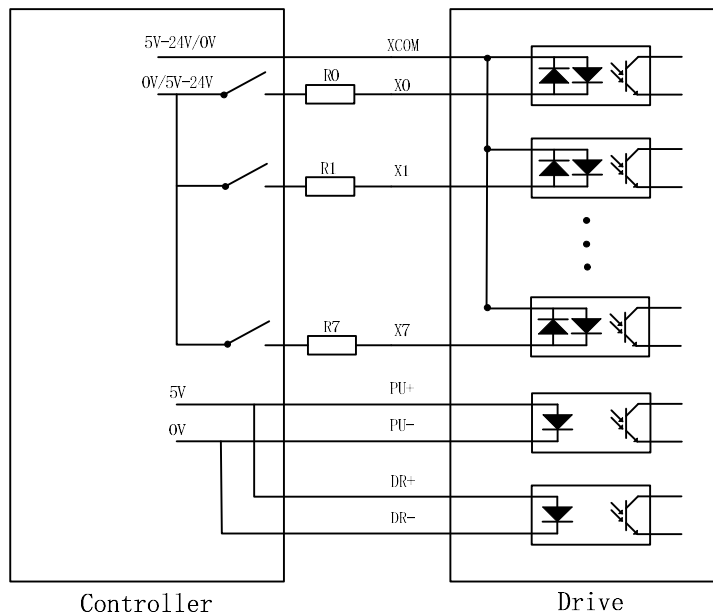 5V-24V/0V
XCOM
0V/5V-24V
R0
X0
R1
X1
R7
X7
5V
PU+
0V
PU-
DR+
DR-
Controller
Drive